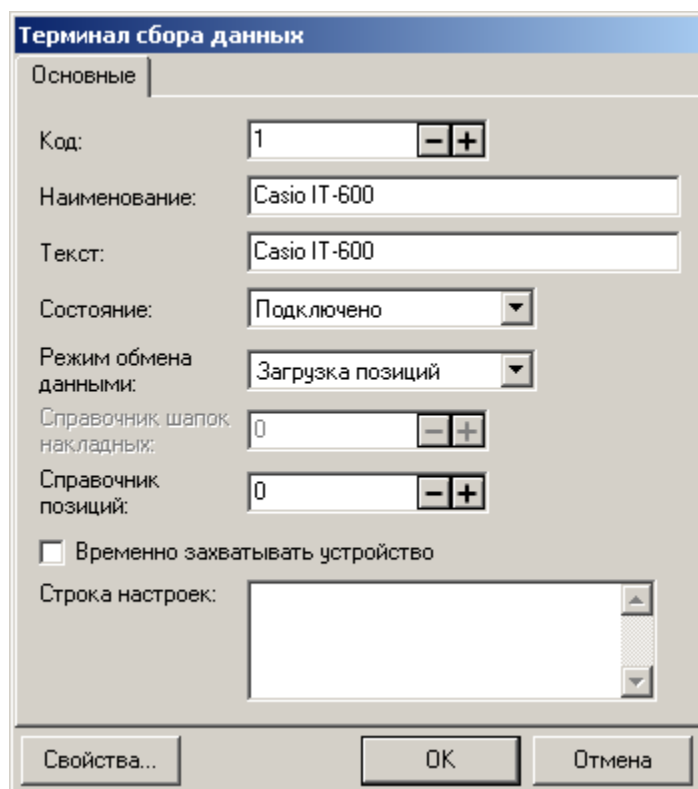 Терминал сбора данных
Основные
Код:
1
Наименование:
Casio IT-600
Текст:
Casio IT-600
Состояние:
Подключено
Режим обмена
данными:
Загрузка позиций
Справочник шапок
накладных:
0
Справочник
позиций:
0
Временно захватывать устройство
Строка настроек:
Свойства...
OK
Отмена